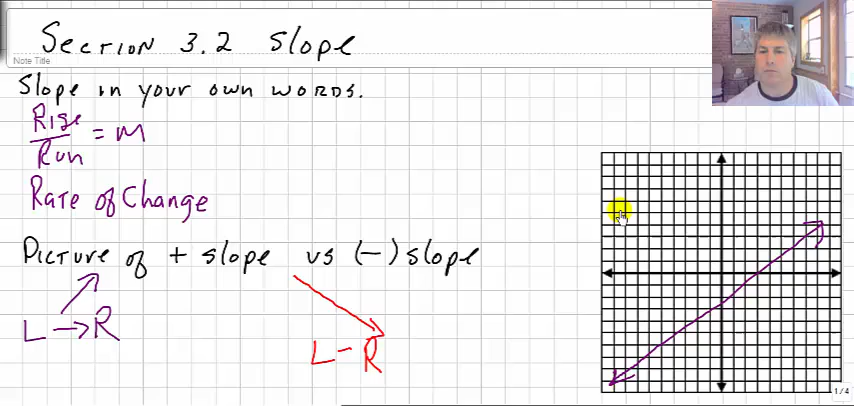 Section 3.2 Slope
Note Title
Slope in your own words.
Rise
Run
= m
Rate of Change
Picture of + slope vs (-) slope
L → R
L - R
1/4